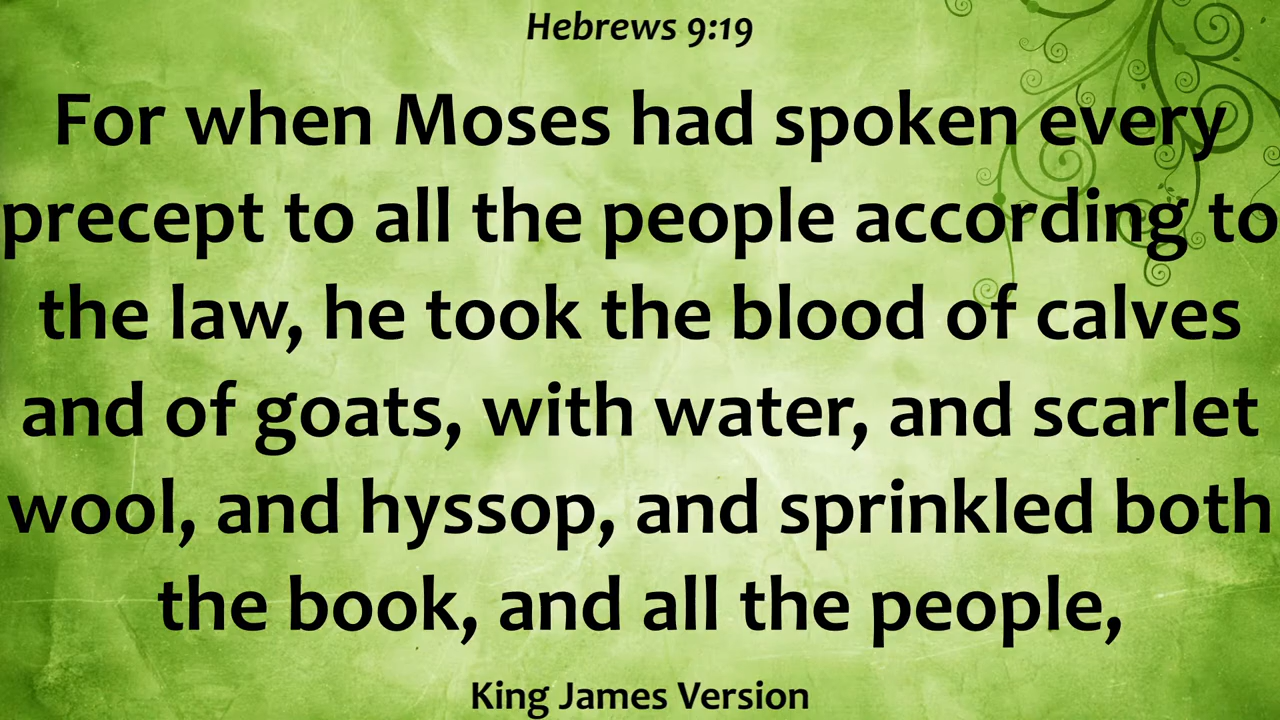 Hebrews 9:19
For when Moses had spoken every
precept to all the people according to
the law, he took the blood of calves
and of goats, with water, and scarlet
wool, and hyssop, and sprinkled both
the book, and all the people,
King James Version